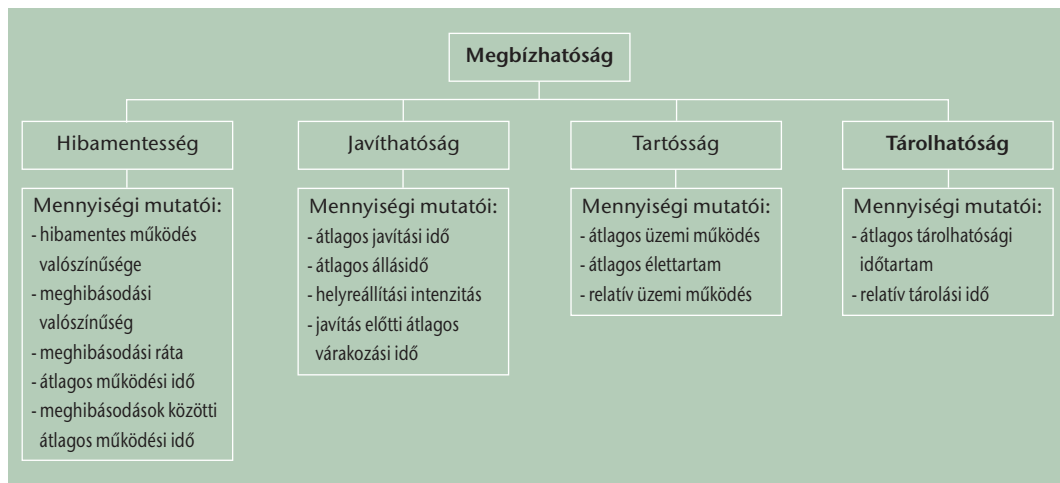 Megbízhatóság
Hibamentesség
Mennyiségi mutatói:
- hibamentes működés
valószínűsége
- meghibásodási
valószínűség
- meghibásodási ráta
- átlagos működési idő
- meghibásodások közötti
átlagos működési idő
Javíthatóság
Mennyiségi mutatói:
- átlagos javítási idő
- átlagos állásidő
- helyreállítási intenzitás
- javítás előtti átlagos
várakozási idő
Tartósság
Mennyiségi mutatói:
- átlagos üzemi működés
- átlagos élettartam
- relatív üzemi működés
Tárolhatóság
Mennyiségi mutatói:
- átlagos tárolhatósági
időtartam
- relatív tárolási idő